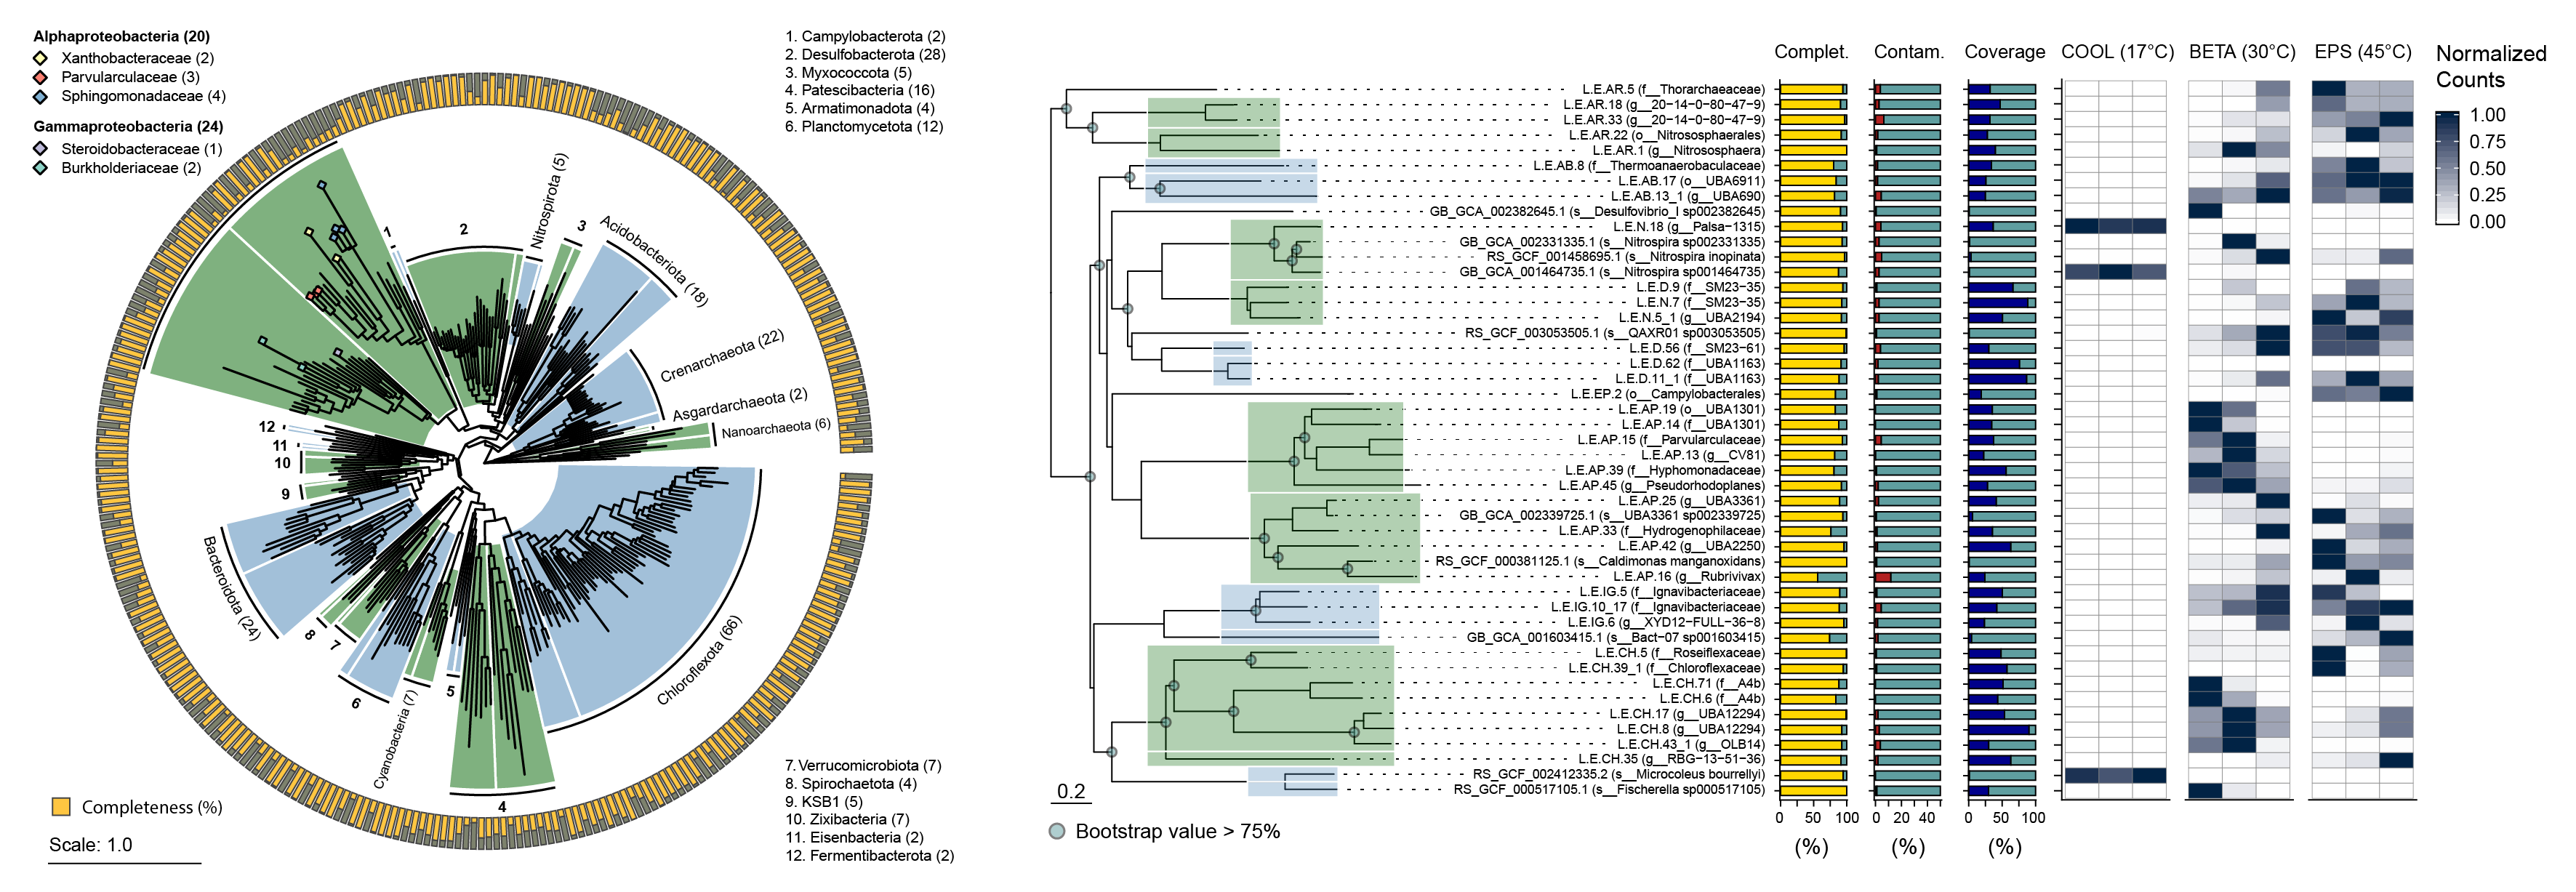 Alphaproteobacteria (20)
Xanthobacteraceae (2)
Parvularculaceae (3)
Sphingomonadaceae (4)
Gammaproteobacteria (24)
Steroidobacteraceae (1)
Burkholderiaceae (2)
1. Campylobacterota (2)
2. Desulfobacterota (28)
3. Myxococcota (5)
4. Patescibacteria (16)
5. Armatimonadota (4)
6. Planctomycetota (12)
1
2
Nitrospirota (5)
3
Acidobacteriota (18)
Crenarchaeota (22)
Asgardarchaeota (2)
Nanoarchaeota (6)
12
11
10
9
Bacteroidota (24)
8
7
6
Cyanobacteria (7)
5
4
Chloroflexota (66)
7. Verrucomicrobiota (7)
8. Spirochaetota (4)
9. KSB1 (5)
10. Zixibacteria (7)
11. Eisenbacteria (2)
12. Fermentibacterota (2)
Completeness (%)
Scale: 1.0
Complet. Contam. Coverage COOL (17°C) BETA (30°C) EPS (45°C)
Normalized
Counts
1.00
0.75
0.50
0.25
0.00
L.E.AR.5 (f__Thorarchaeaceae)
L.E.AR.18 (g__20-14-0-80-47-9)
L.E.AR.33 (g__20-14-0-80-47-9)
L.E.AR.22 (o__Nitrososphaerales)
L.E.AR.1 (g__Nitrososphaera)
L.E.AB.8 (f__Thermoanaerobaculaceae)
L.E.AB.17 (o__UBA6911)
L.E.AB.13_1 (g__UBA690)
GB_GCA_002382645.1 (s__Desulfovibrio_I sp002382645)
L.E.N.18 (g__Palsa-1315)
GB_GCA_002331335.1 (s__Nitrospira sp002331335)
RS_GCF_001458695.1 (s__Nitrospira inopinata)
GB_GCA_001464735.1 (s__Nitrospira sp001464735)
L.E.D.9 (f__SM23-35)
L.E.N.7 (f__SM23-35)
L.E.N.5_1 (g__UBA2194)
RS_GCF_003053505.1 (s__QAXR01 sp003053505)
L.E.D.56 (f__SM23-61)
L.E.D.62 (f__UBA1163)
L.E.D.11_1 (f__UBA1163)
L.E.EP.2 (o__Campylobacterales)
L.E.AP.19 (o__UBA1301)
L.E.AP.14 (f__UBA1301)
L.E.AP.15 (f__Parvularculaceae)
L.E.AP.13 (g__CV81)
L.E.AP.39 (f__Hyphomonadaceae)
L.E.AP.45 (g__Pseudorhodoplanes)
L.E.AP.25 (g__UBA3361)
GB_GCA_002339725.1 (s__UBA3361 sp002339725)
L.E.AP.33 (f__Hydrogenophilaceae)
L.E.AP.42 (g__UBA2250)
RS_GCF_000381125.1 (s__Caldimonas manganoxidans)
L.E.AP.16 (g__Rubrivivax)
L.E.IG.5 (f__Ignavibacteriaceae)
L.E.IG.10_17 (f__Ignavibacteriaceae)
L.E.IG.6 (g__XYD12-FULL-36-8)
GB_GCA_001603415.1 (s__Bact-07 sp001603415)
L.E.CH.5 (f__Roseiflexaceae)
L.E.CH.39_1 (f__Chloroflexaceae)
L.E.CH.71 (f__A4b)
L.E.CH.6 (f__A4b)
L.E.CH.17 (g__UBA12294)
L.E.CH.8 (g__UBA12294)
L.E.CH.43_1 (g__OLB14)
L.E.CH.35 (g__RBG-13-51-36)
RS_GCF_002412335.2 (s__Microcoleus bourrellyi)
RS_GCF_000517105.1 (s__Fischerella sp000517105)
0.2
Bootstrap value > 75%
0 50 100 0 20 40 0 50 100
(%) (%) (%)